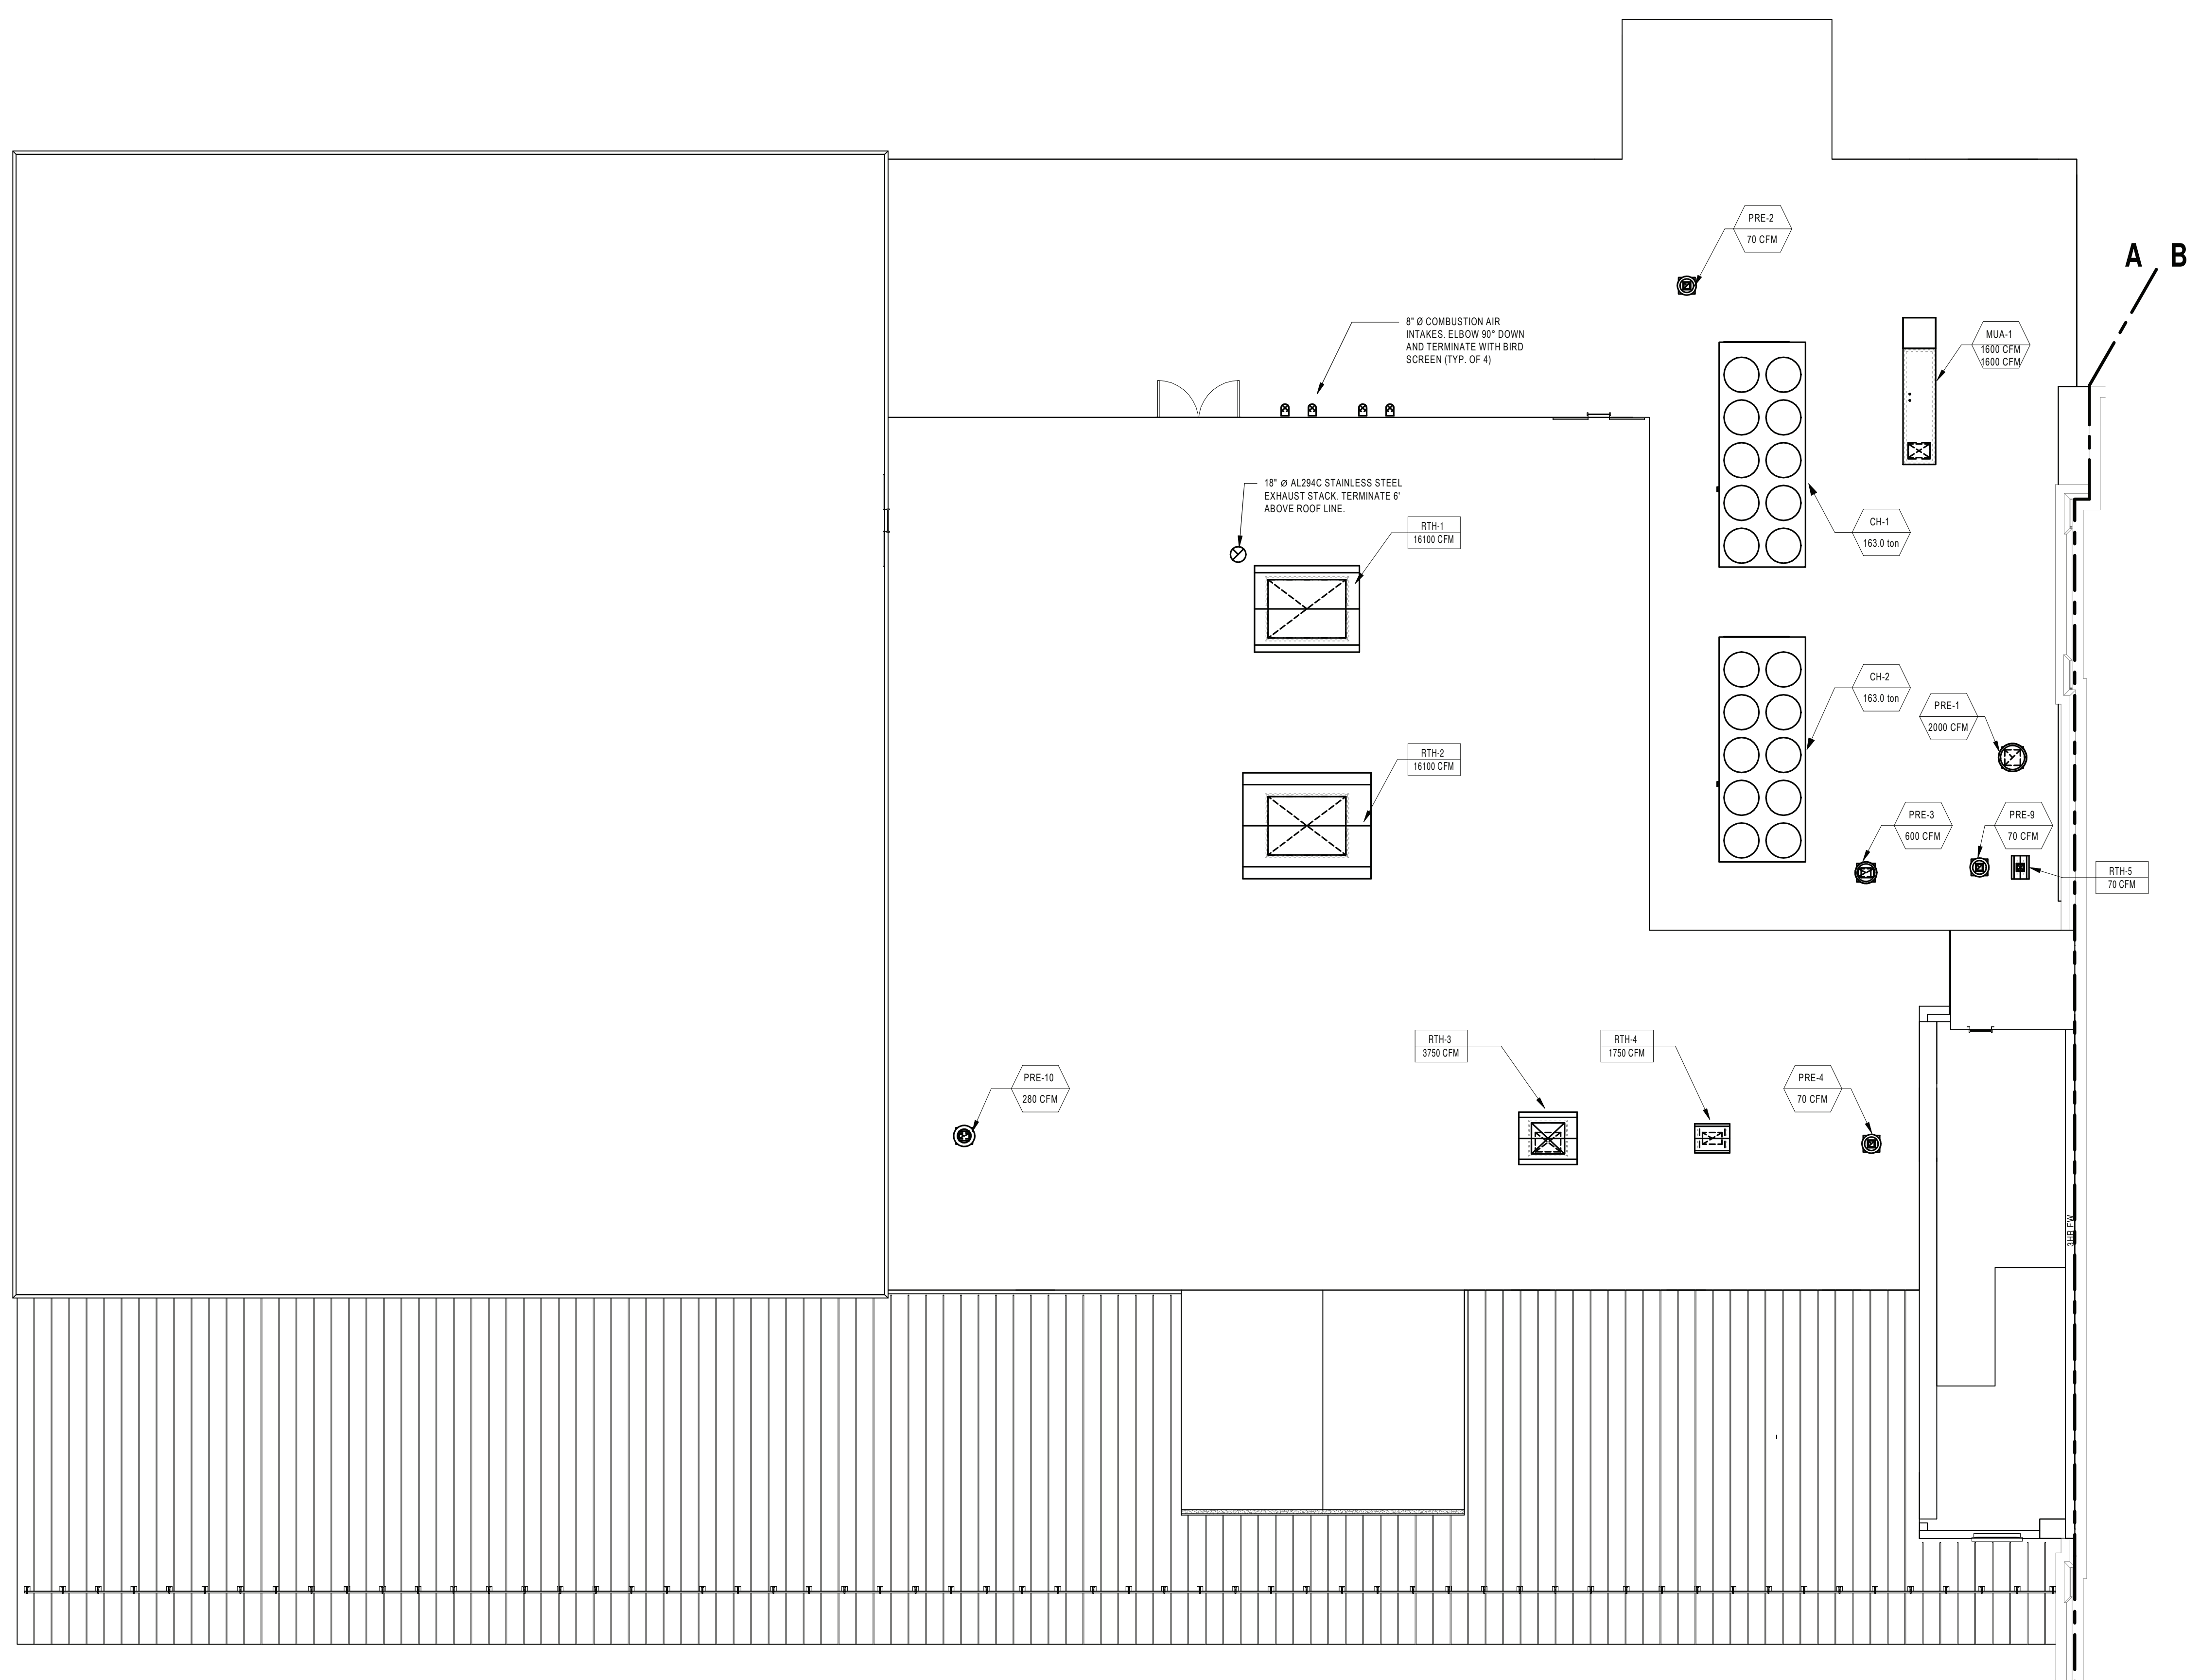 PRE-2
70 CFM
A B
8" Ø COMBUSTION AIR
INTAKES. ELBOW 90° DOWN
AND TERMINATE WITH BIRD
SCREEN (TYP. OF 4)
MUA-1
1600 CFM
1600 CFM
18" Ø AL294C STAINLESS STEEL
EXHAUST STACK. TERMINATE 6'
ABOVE ROOF LINE.
RTH-1
16100 CFM
CH-1
163.0 ton
CH-2
163.0 ton
PRE-1
2000 CFM
RTH-2
16100 CFM
PRE-3
600 CFM
PRE-9
70 CFM
RTH-5
70 CFM
RTH-3
3750 CFM
RTH-4
1750 CFM
PRE-10
280 CFM
PRE-4
70 CFM
3HR FW